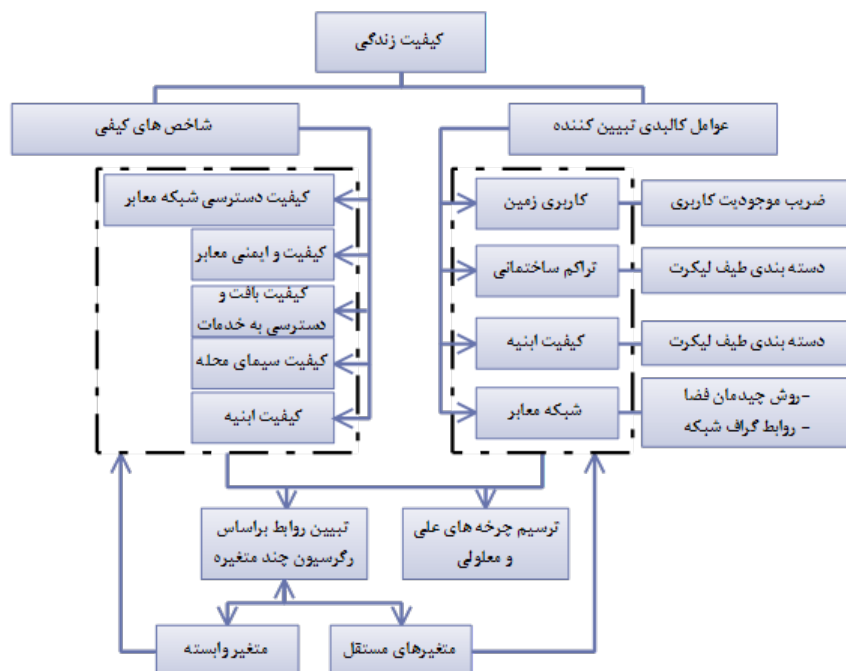 کیفیت زندگی
عوامل کالبدی تبیین کننده
شاخص های کیفی
کاربری زمین
ضریب موجودیت کاربری
تراکم ساختمانی
دسته بندی طیف لیکرت
کیفیت ابنیه
دسته بندی طیف لیکرت
شبکه معابر
-روش چیدمان فضا
- روابط گراف شبکه
کیفیت دسترسی شبکه معابر
کیفیت و ایمنی معابر
کیفیت بافت و
دسترسی به خدمات
کیفیت سیمای محله
کیفیت ابنیه
ترسیم چرخه های علی
و معلولی
تبیین روابط براساس
رگرسیون چند متغیره
متغیرهای مستقل
متغیر وابسته